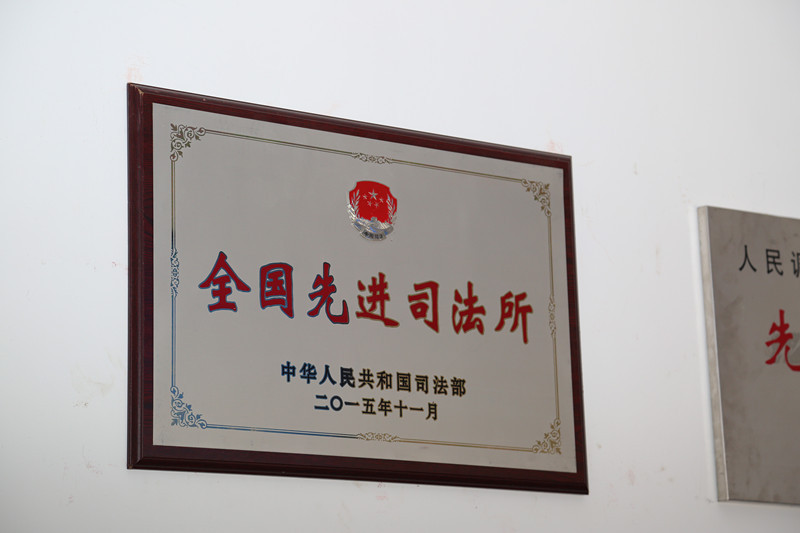 全国先进司法所
中华人民共和国司法部
二〇一五年十一月
人民调
先